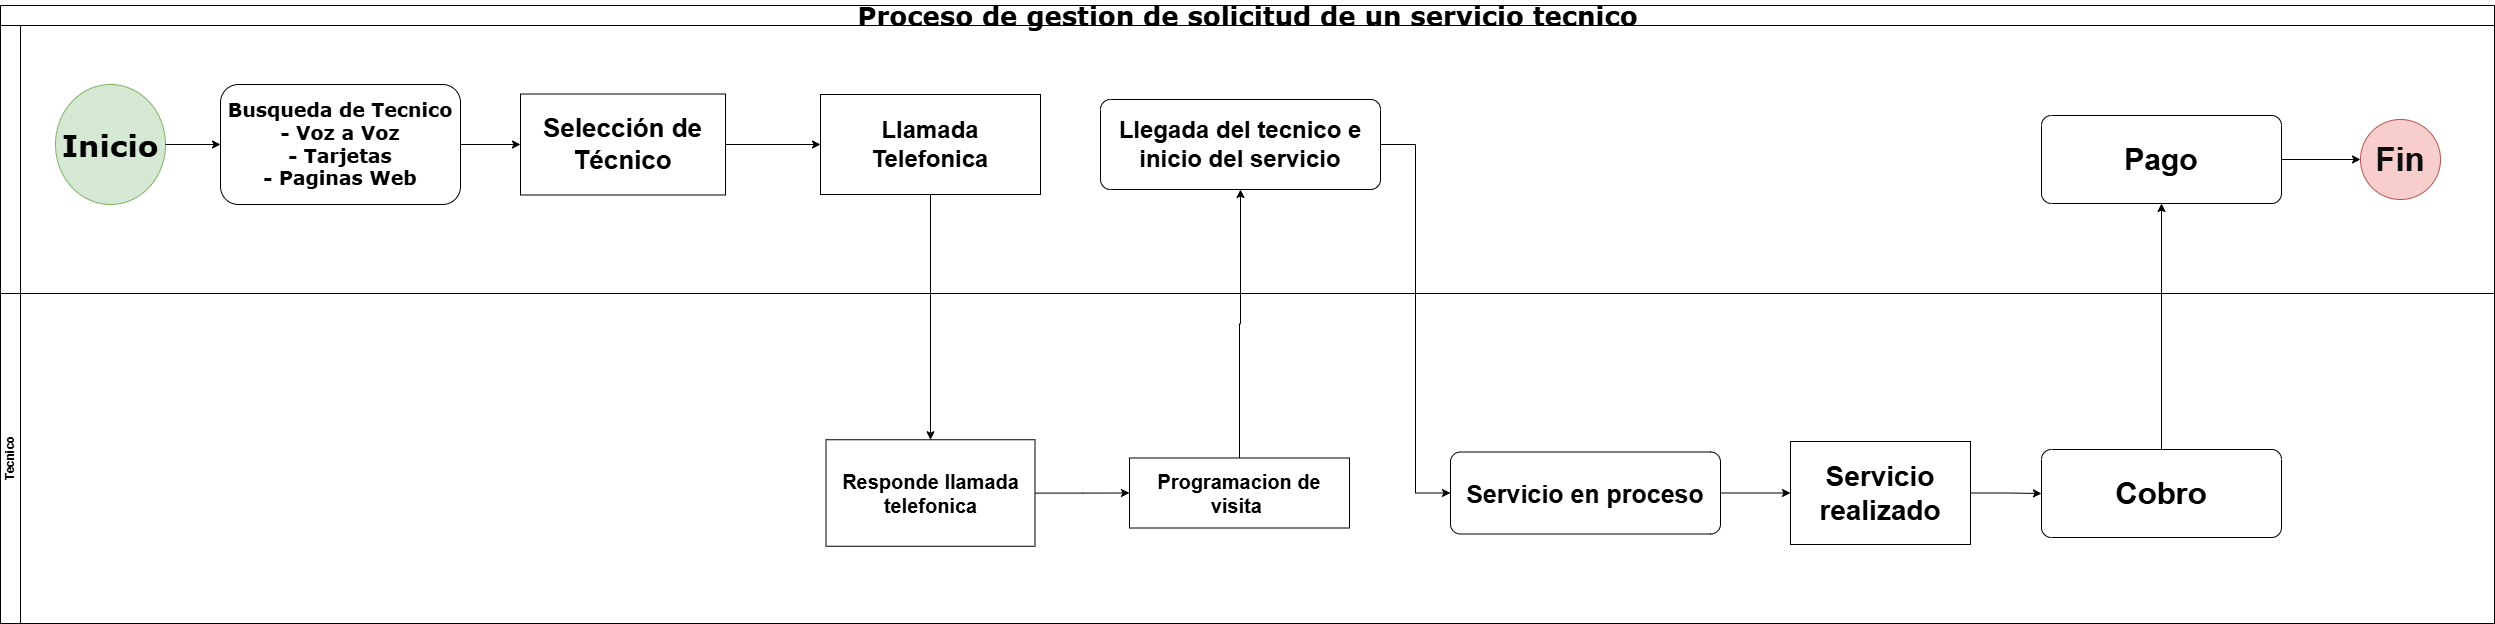 Proceso de gestion de solicitud de un servicio tecnico
Inicio
Busqueda de Tecnico
- Voz a Voz
- Tarjetas
- Paginas Web
Selección de
Técnico
Llamada
Telefonica
Llegada del tecnico e
inicio del servicio
Pago
Fin
Tecnico
Responde llamada
telefonica
Programacion de
visita
Servicio en proceso
Servicio
realizado
Cobro